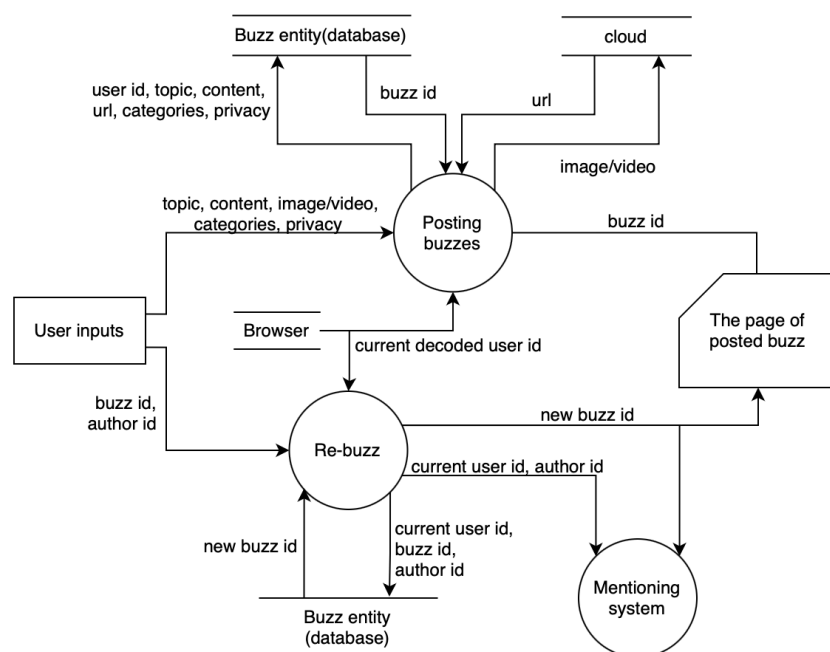 Buzz entity(database)
cloud
user id, topic, content,
url, categories, privacy
buzz id
url
image/video
topic, content, image/video,
categories, privacy
Posting
buzzes
buzz id
User inputs
Browser
current decoded user id
The page of
posted buzz
buzz id,
author id
Re-buzz
new buzz id
current user id, author id
new buzz id
current user id,
buzz id,
author id
Mentioning
system
Buzz entity
(database)